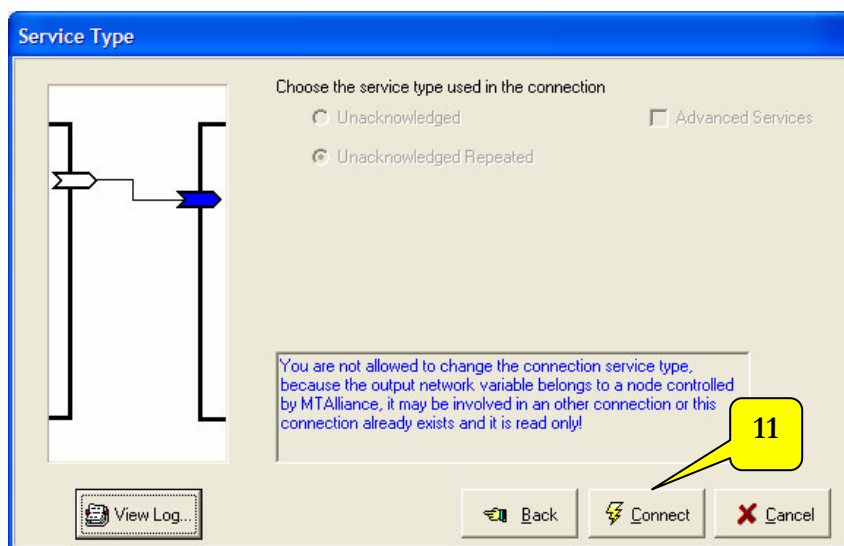 Service Type
Choose the service type used in the connection
Unacknowledged
Advanced Services
Unacknowledged Repeated
You are not allowed to change the connection service type,
because the output network variable belongs to a node controlled
by MTAlliance, it may be involved in an other connection or this
connection already exists and it is read only!
11
View Log...
Back
Connect
Cancel